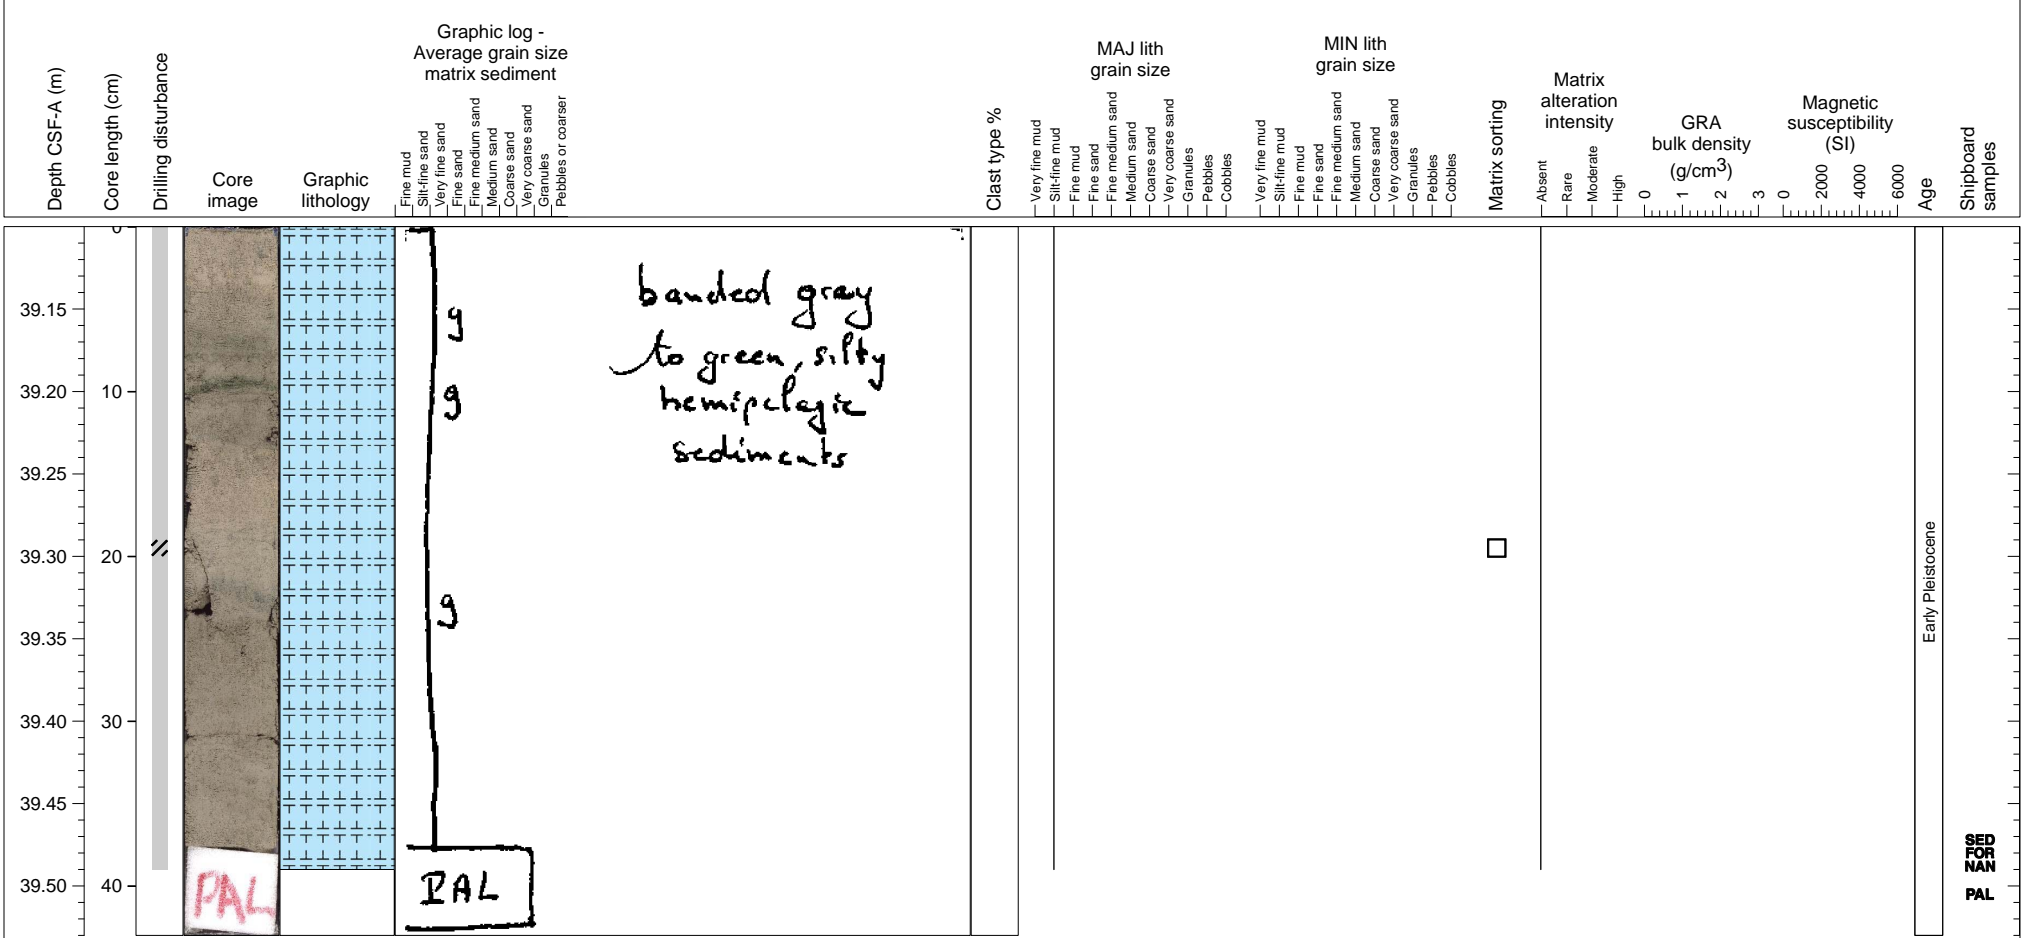 Depth CSF-A (m)
Core length (cm)
Drilling disturbance
Core
image
Graphic
lithology
Graphic log -
Average grain size
matrix sediment
Fine mud
Silt-fine sand
Very fine sand
Fine sand
Fine medium sand
Medium sand
Coarse sand
Very coarse sand
Granules
Pebbles or coarser
Clast type %
MAJ lith
grain size
Very fine mud
Silt-fine mud
Fine mud
Fine sand
Fine medium sand
Medium sand
Coarse sand
Very coarse sand
Granules
Pebbles
Cobbles
MIN lith
grain size
Very fine mud
Silt-fine mud
Fine mud
Fine sand
Fine medium sand
Medium sand
Coarse sand
Very coarse sand
Granules
Pebbles
Cobbles
Matrix sorting
Matrix
alteration
intensity
Absent
Rare
Moderate
High
GRA
bulk density
(g/cm3)
0
1
2
3
Magnetic
susceptibility
(SI)
0
2000
4000
6000
Age
Shipboard
samples
39.15
39.20
39.25
39.30
39.35
39.40
39.45
39.50
0
10
20
30
40
PAL
g
g
g
PAL
banded gray
to green, silty
hemipelagic
sediments
Early Pleistocene
SED
FOR
NAN
PAL